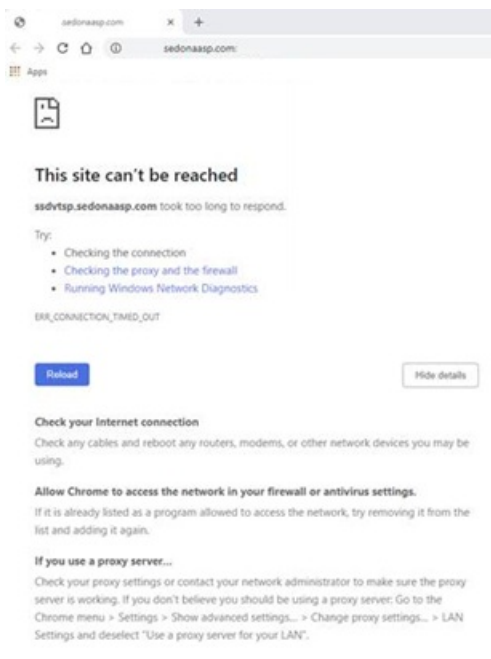 sedonaasp.com
sedonaasp.com:
Apps
This site can't be reached
ssdvtsp.sedonaasp.com took too long to respond.
Try:
• Checking the connection
• Checking the proxy and the firewall
• Running Windows Network Diagnostics
ERR_CONNECTION_TIMED_OUT
Reload
Hide details
Check your Internet connection
Check any cables and reboot any routers, modems, or other network devices you may be
using.
Allow Chrome to access the network in your firewall or antivirus settings.
If it is already listed as a program allowed to access the network, try removing it from the
list and adding it again.
If you use a proxy server...
Check your proxy settings or contact your network administrator to make sure the proxy
server is working. If you don't believe you should be using a proxy server: Go to the
Chrome menu > Settings > Show advanced settings... > Change proxy settings... > LAN
Settings and deselect "Use a proxy server for your LAN".